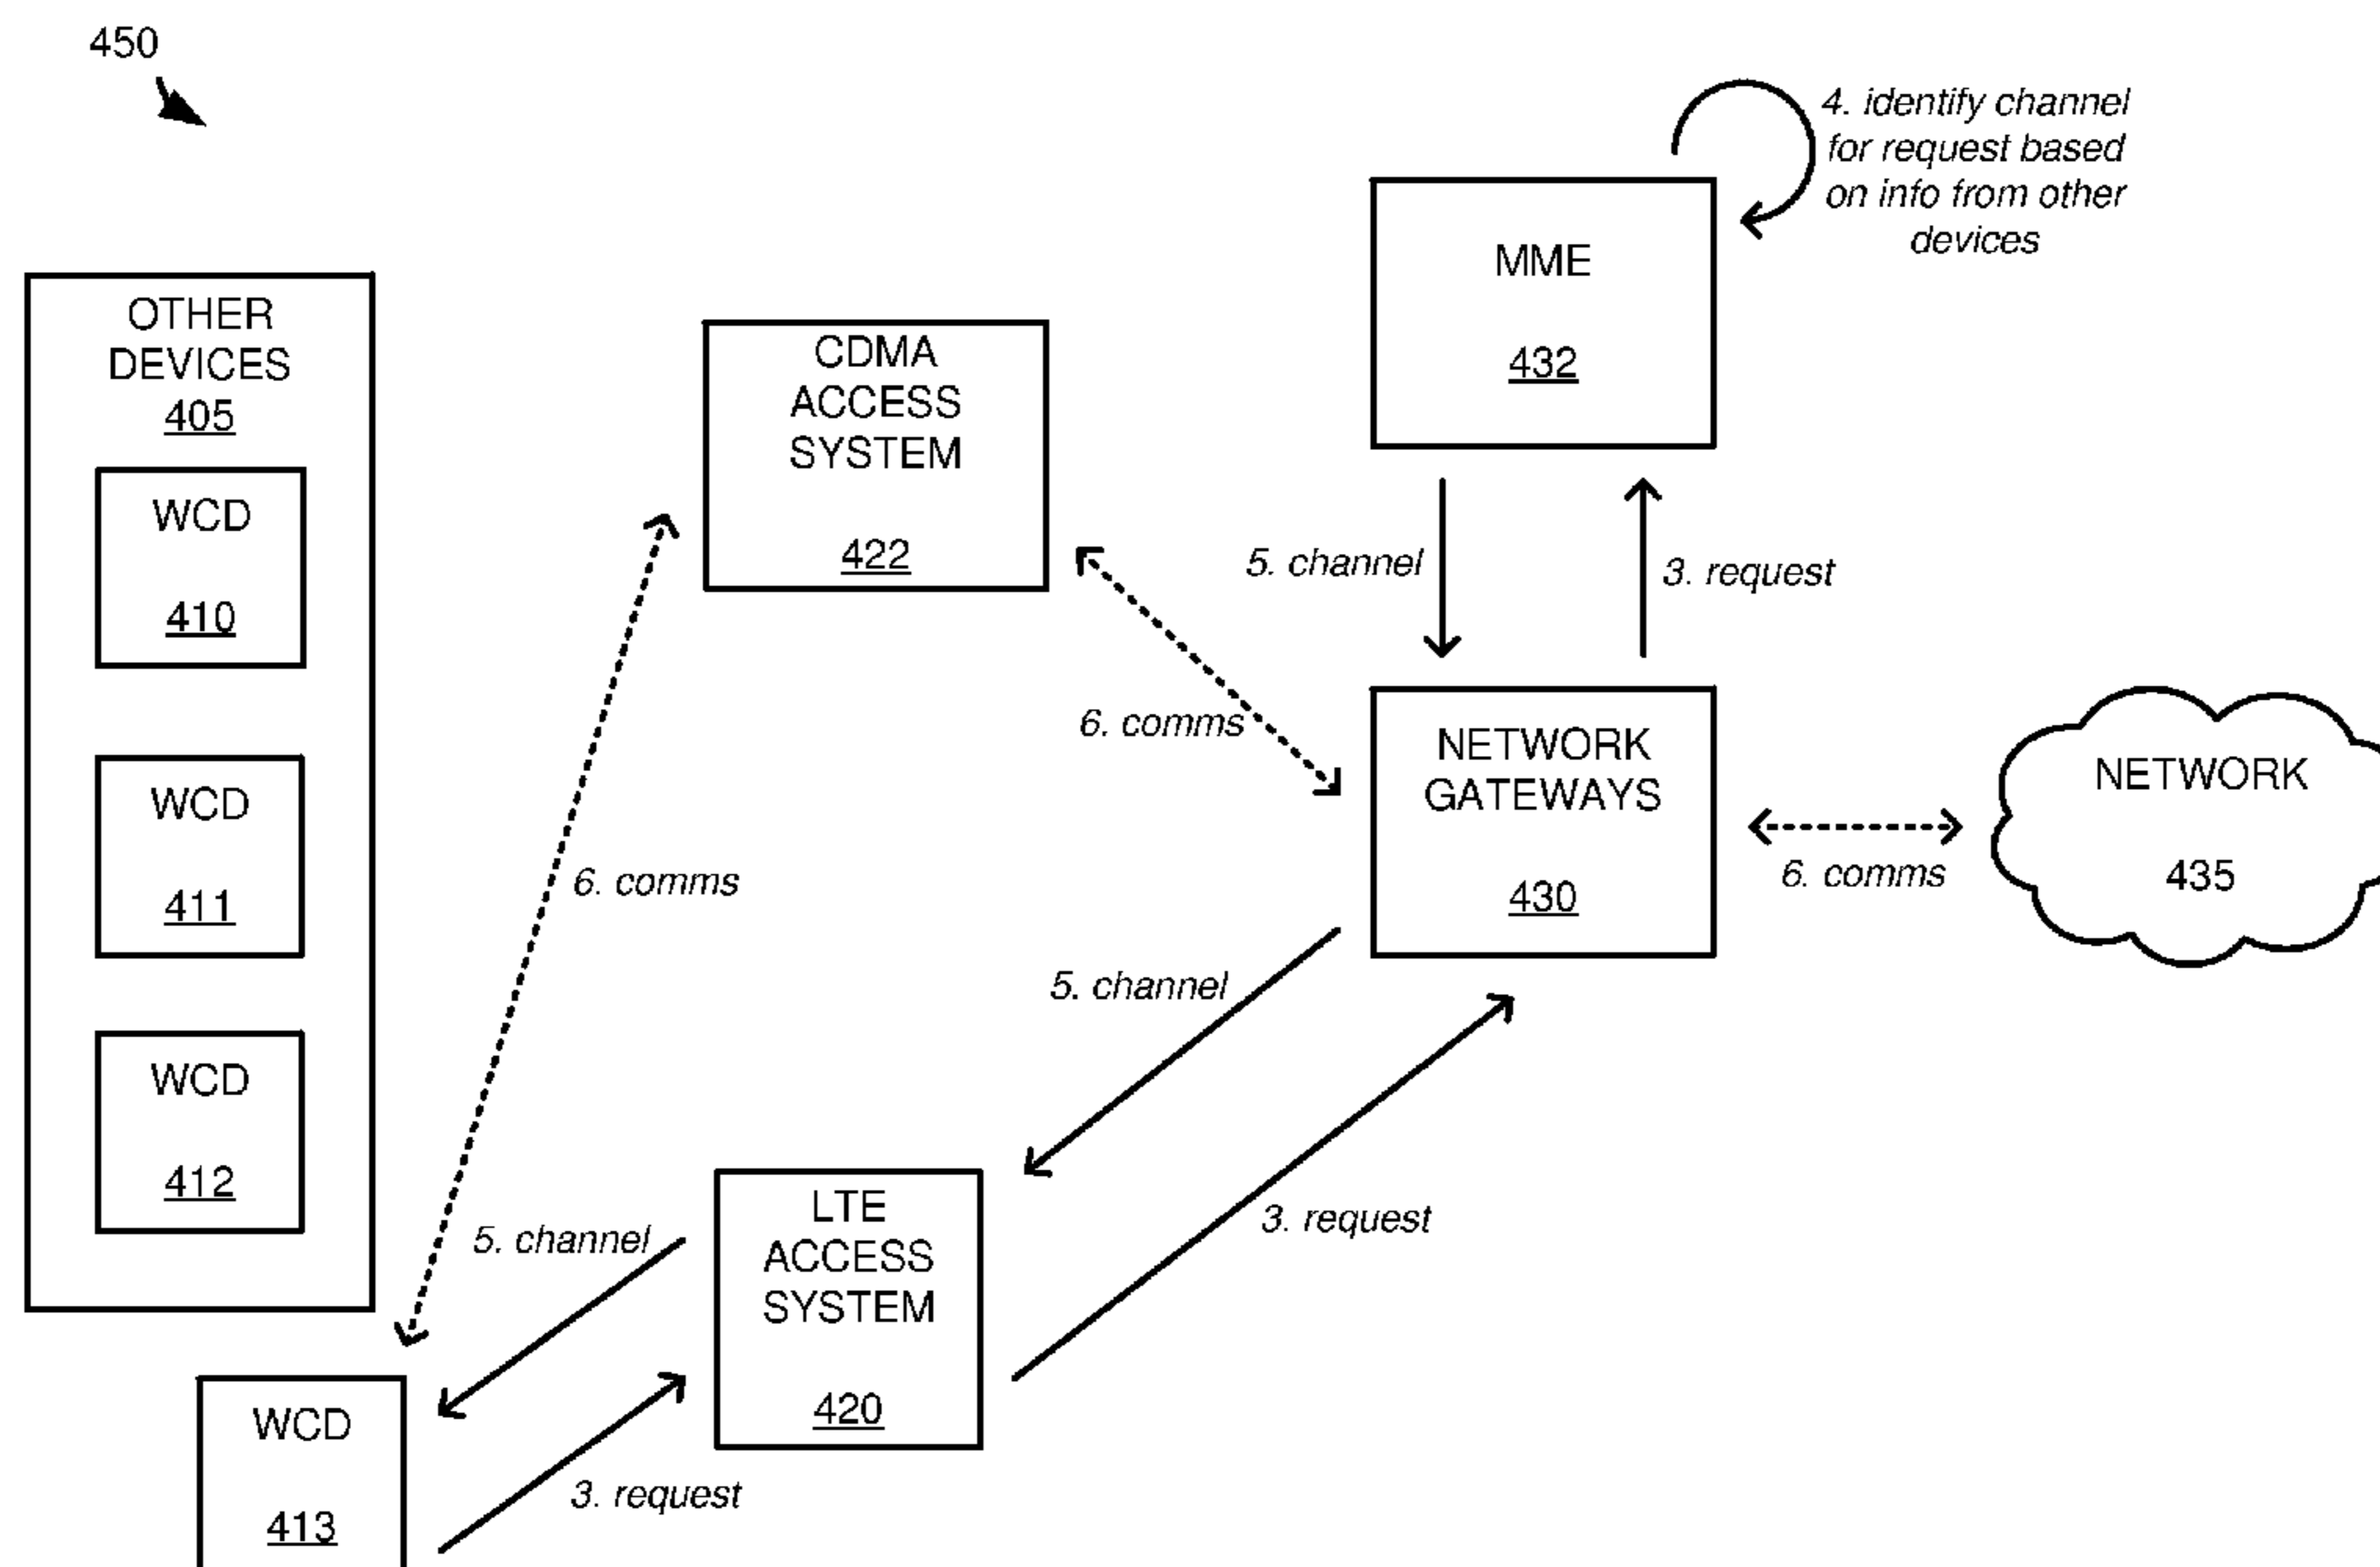 450
4. identify channel
for request based
on info from other
devices
MME
432
OTHER
DEVICES
405
WCD
410
WCD
411
WCD
412
CDMA
ACCESS
SYSTEM
422
5. channel
3. request
6. comms
6. comms
NETWORK
GATEWAYS
430
6. comms
NETWORK
435
5. channel
3. request
LTE
ACCESS
SYSTEM
420
5. channel
3. request
WCD
413